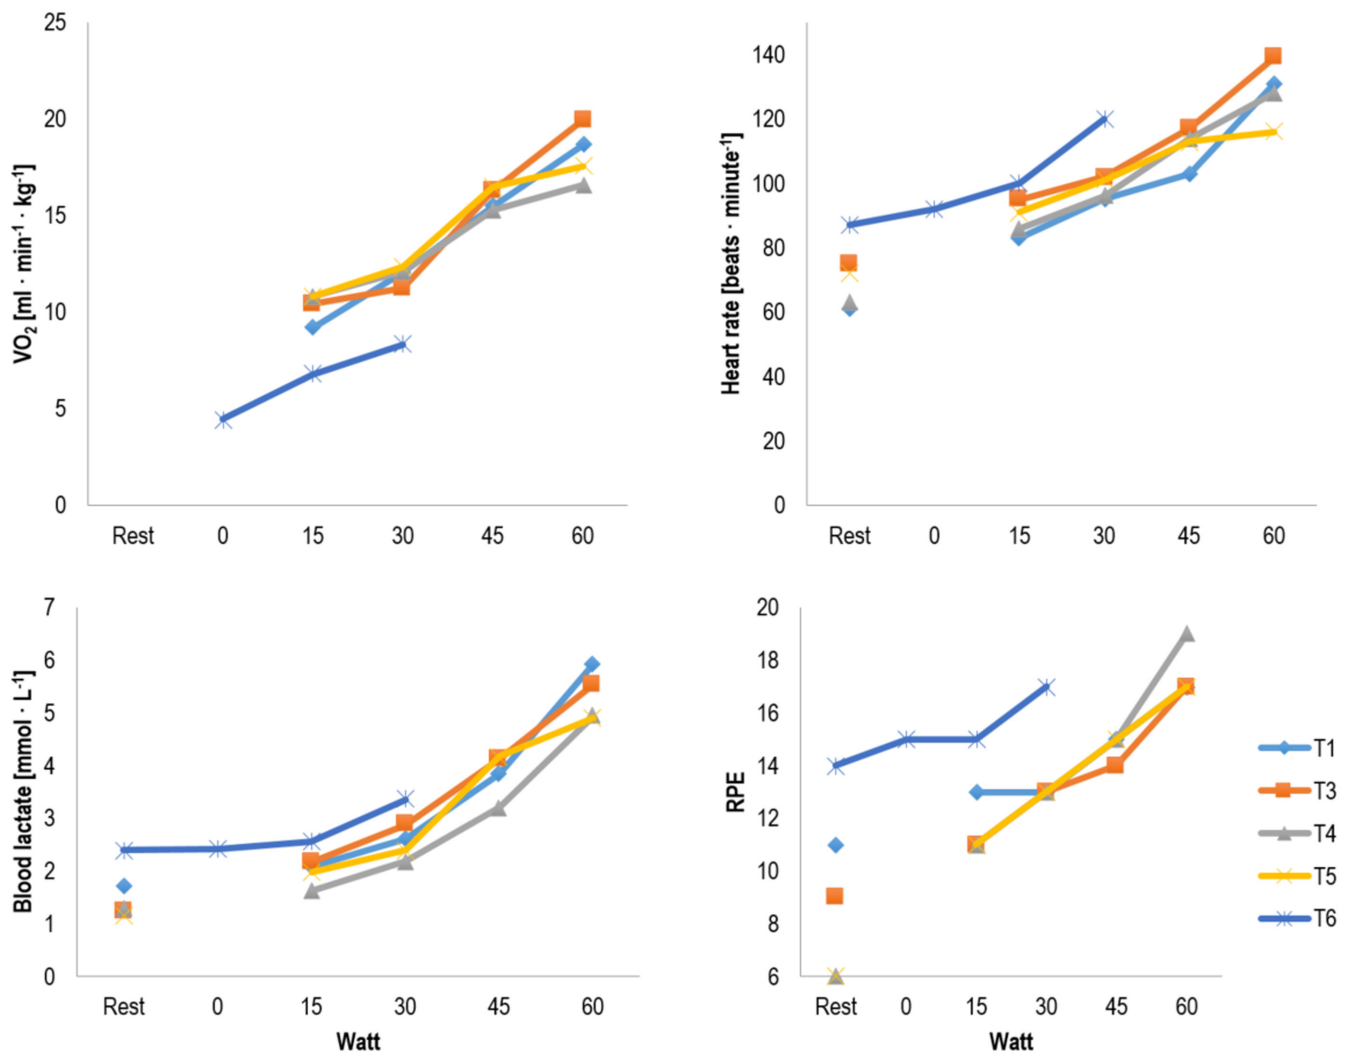 25
20
15
10
5
0
VO₂ [ml · min⁻¹ · kg⁻¹]
Rest 0 15 30 45 60
140
120
100
80
60
40
20
0
Heart rate [beats · minute⁻¹]
Rest 0 15 30 45 60
7
6
5
4
3
2
1
0
Blood lactate [mmol · L⁻¹]
Rest 0 15 30 45 60
Watt
20
18
16
14
12
10
8
6
RPE
Rest 0 15 30 45 60
Watt
T1
T3
T4
T5
T6